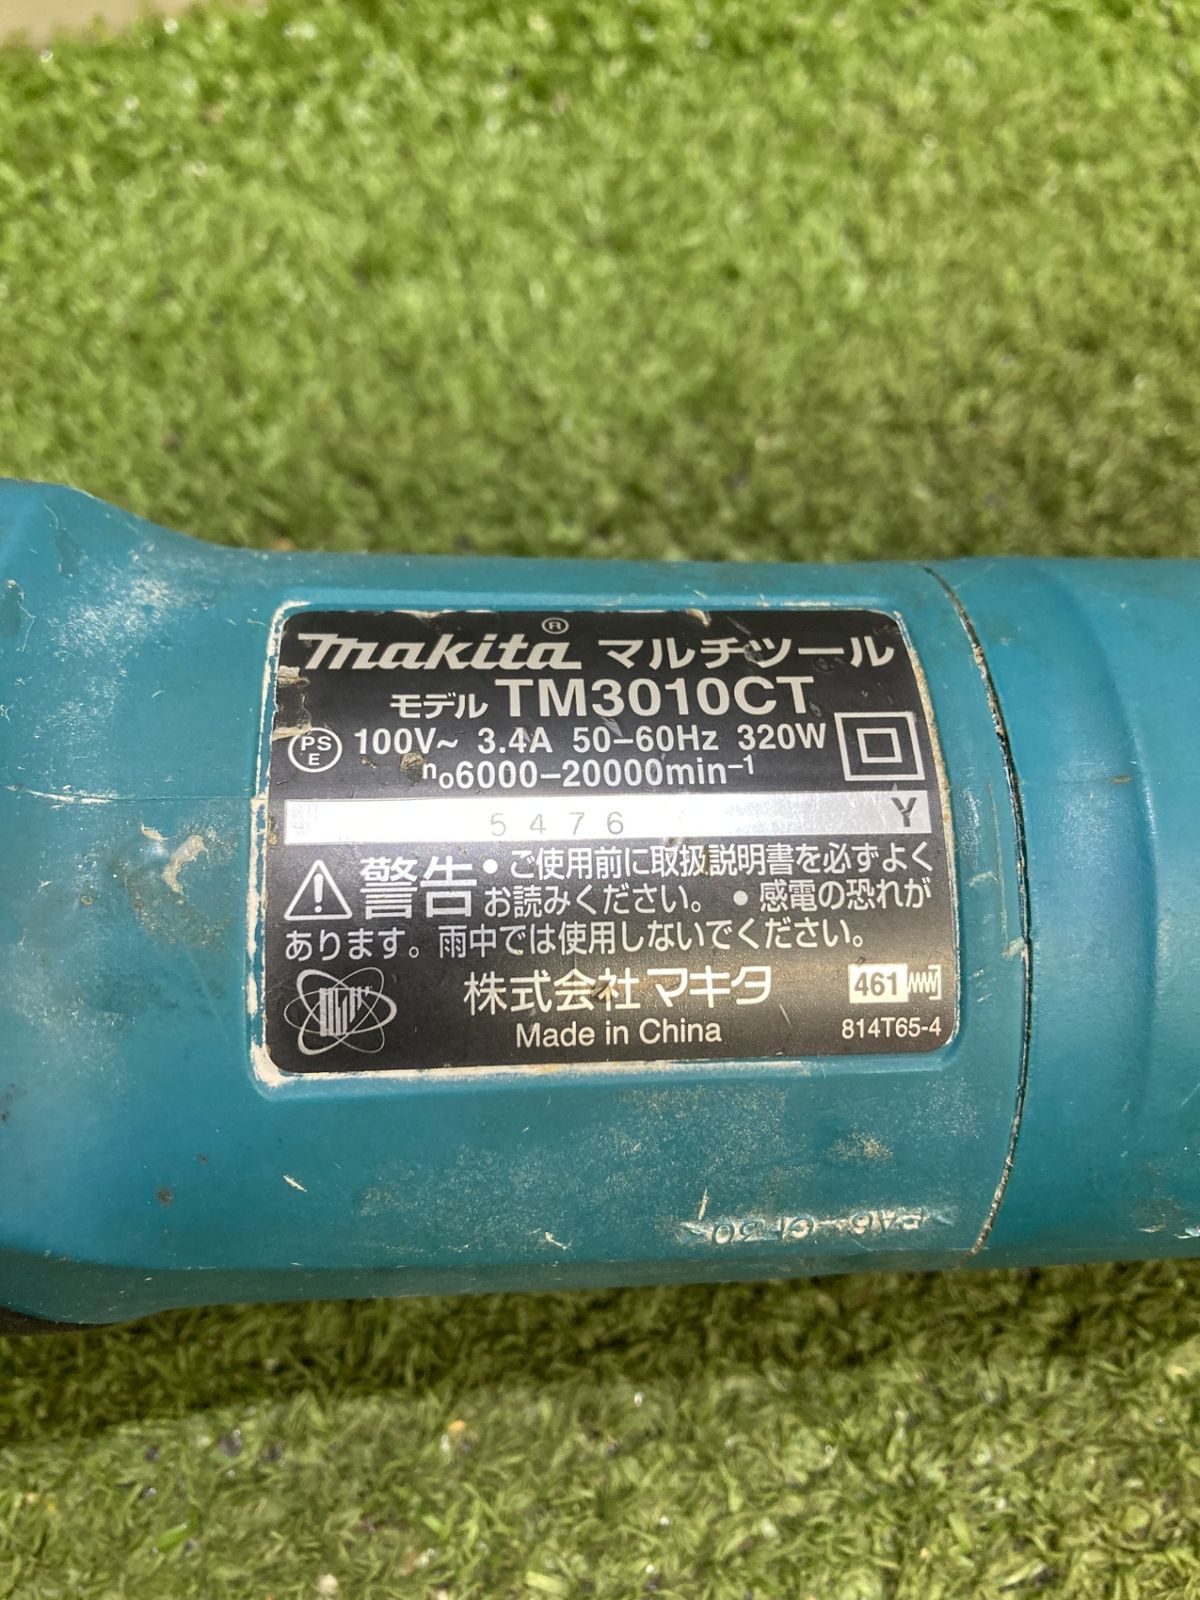 makita® マルチツール
モデル TM3010CT
PS E 100V~ 3.4A 50-60Hz 320W
n₀6000-20000min⁻¹
5476 Y
警告 •ご使用前に取扱説明書を必ずよく
お読みください。 •感電の恐れが
あります。雨中では使用しないでください。
株式会社マキタ 461
Made in China 814T65-4